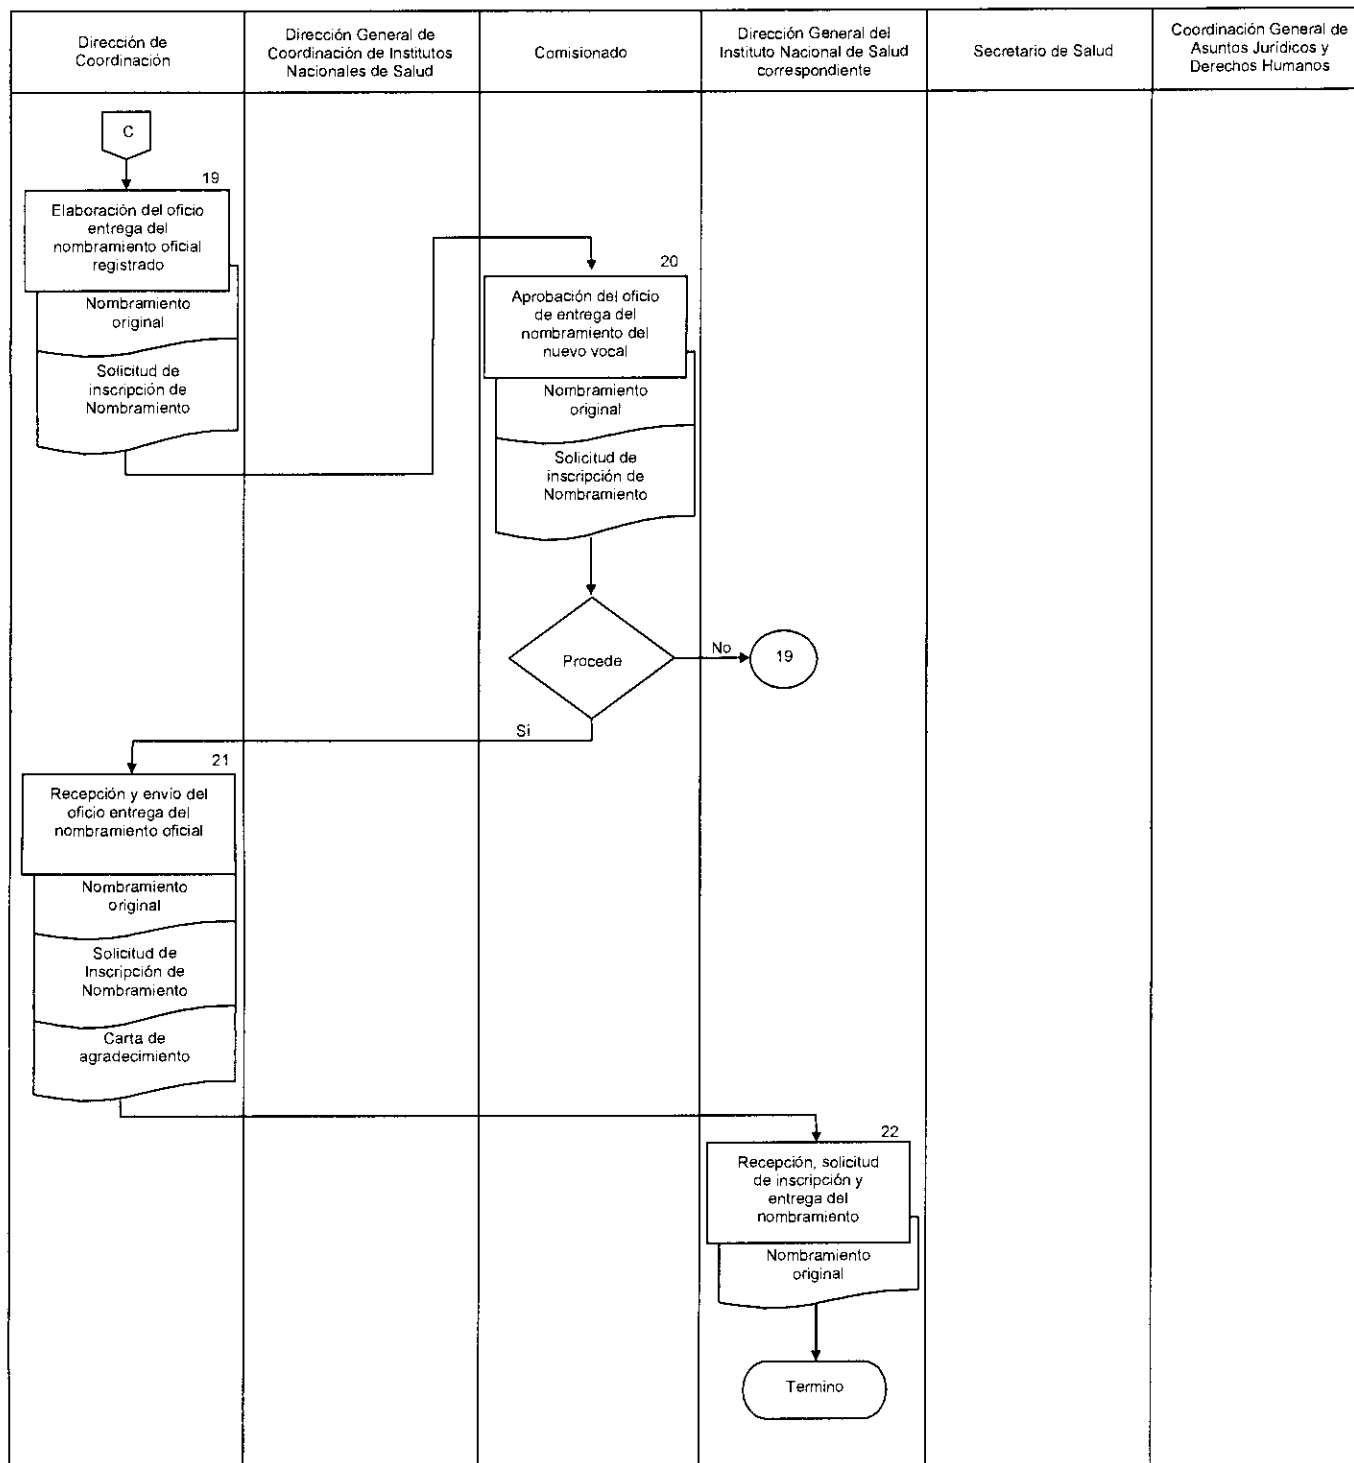 Dirección de
Coordinación
Dirección General de
Coordinación de Institutos
Nacionales de Salud
Comisionado
Dirección General del
Instituto Nacional de Salud
correspondiente
Secretario de Salud
Coordinación General de
Asuntos Jurídicos y
Derechos Humanos
C
19
Elaboración del oficio
entrega del
nombramiento oficial
registrado
Nombramiento
original
Solicitud de
inscripción de
Nombramiento
20
Aprobación del oficio
de entrega del
nombramiento del
nuevo vocal
Nombramiento
original
Solicitud de
inscripción de
Nombramiento
Procede
No
19
Sí
21
Recepción y envío del
oficio entrega del
nombramiento oficial
Nombramiento
original
Solicitud de
Inscripción de
Nombramiento
Carta de
agradecimiento
22
Recepción, solicitud
de inscripción y
entrega del
nombramiento
Nombramiento
original
Termino